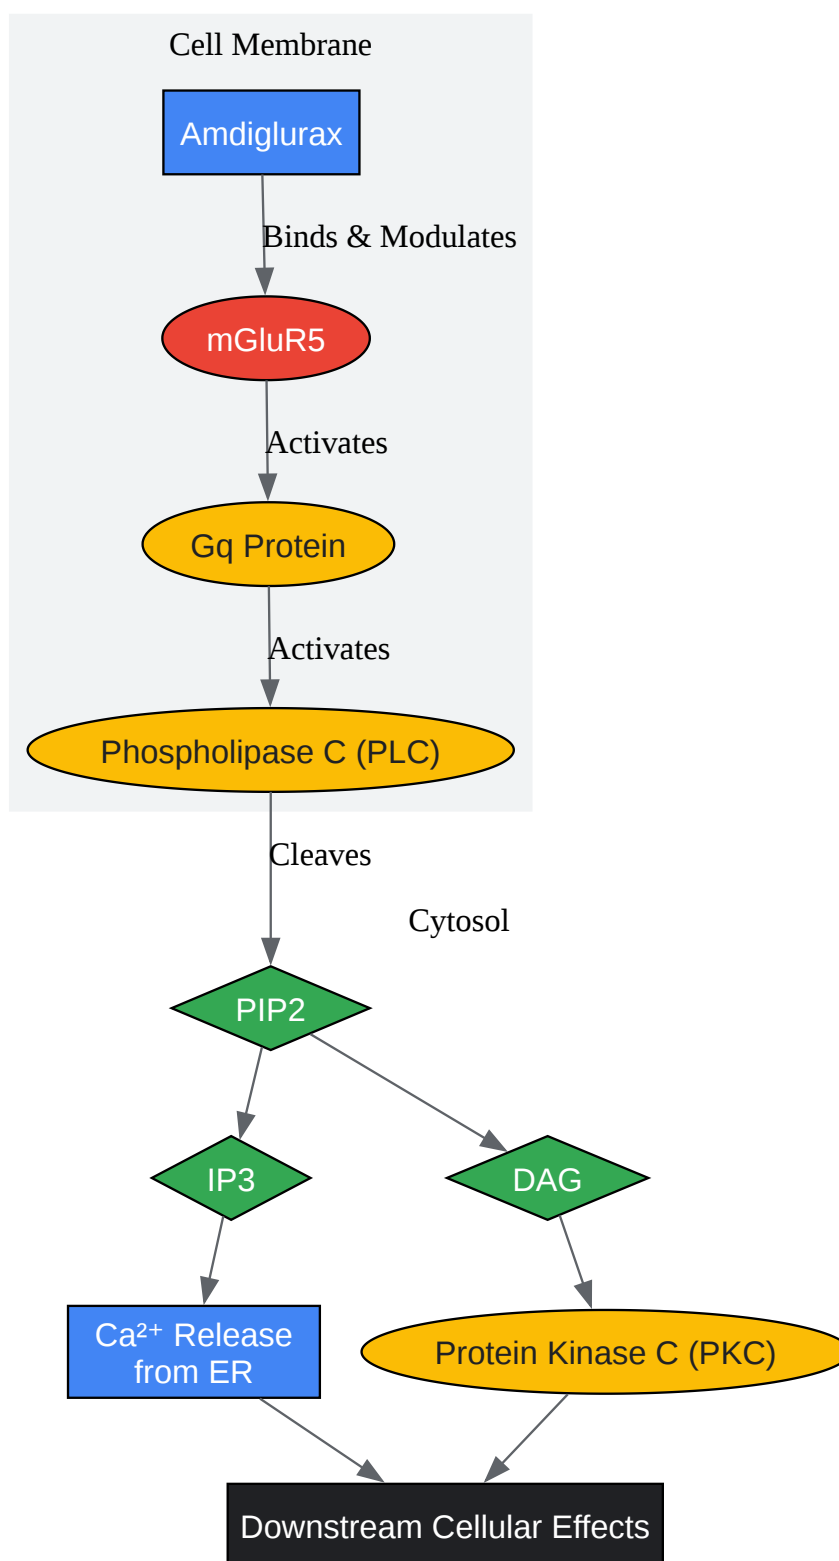 Cell Membrane
Amdiglurax
Binds & Modulates
mGluR5
Activates
Gq Protein
Activates
Phospholipase C (PLC)
Cleaves
Cytosol
PIP2
IP3
DAG
Ca²⁺ Release
from ER
Protein Kinase C (PKC)
Downstream Cellular Effects